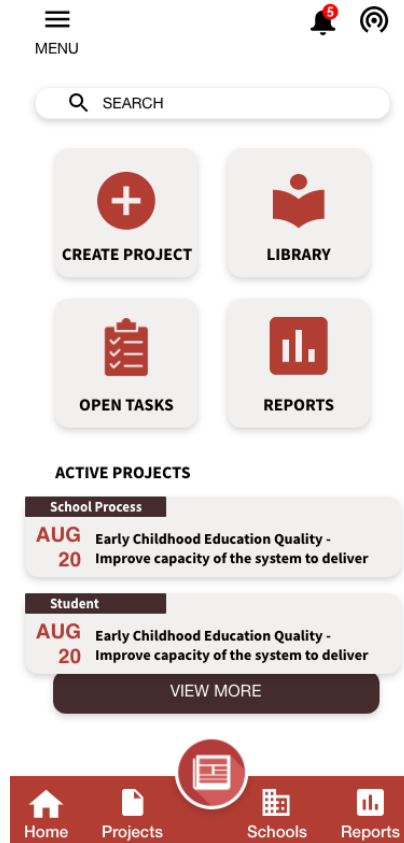 5
MENU
SEARCH
CREATE PROJECT
LIBRARY
OPEN TASKS
REPORTS
ACTIVE PROJECTS
School Process
AUG
20
Early Childhood Education Quality -
Improve capacity of the system to deliver
Student
AUG
20
Early Childhood Education Quality -
Improve capacity of the system to deliver
VIEW MORE
Home
Projects
Schools
Reports